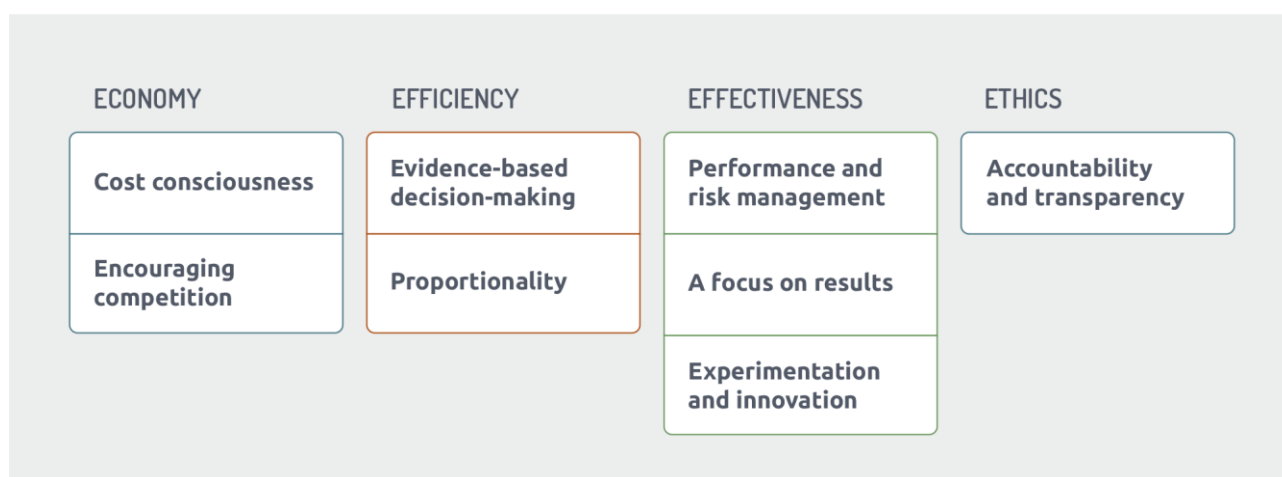 ECONOMY
Cost consciousness
Encouraging
competition
EFFICIENCY
Evidence-based
decision-making
Proportionality
EFFECTIVENESS
Performance and
risk management
A focus on results
Experimentation
and innovation
ETHICS
Accountability
and transparency